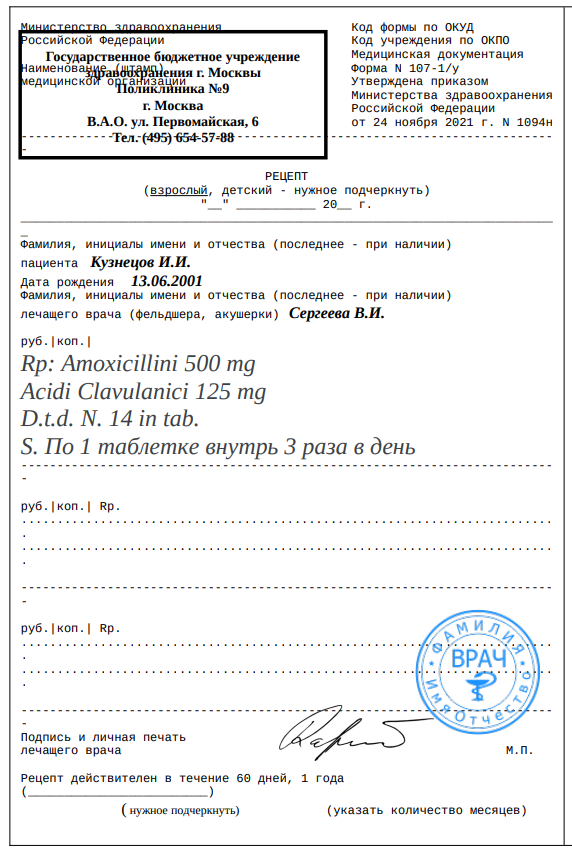 Министерство здравоохранения
Российской Федерации
Государственное бюджетное учреждение
Наименование (штамп)
здравоохранения г. Москвы
медицинской организации
Поликлиника №9
г. Москва
В.А.О. ул. Первомайская, 6
Тел. (495) 654-57-88
Код формы по ОКУД
Код учреждения по ОКПО
Медицинская документация
Форма N 107-1/у
Утверждена приказом
Министерства здравоохранения
Российской Федерации
от 24 ноября 2021 г. N 1094н
РЕЦЕПТ
(взрослый, детский - нужное подчеркнуть)
"__" ___________ 20__ г.
Фамилия, инициалы имени и отчества (последнее - при наличии)
пациента Кузнецов И.И.
Дата рождения 13.06.2001
Фамилия, инициалы имени и отчества (последнее - при наличии)
лечащего врача (фельдшера, акушерки) Сергеева В.И.
руб.|коп.|
Rp: Amoxicillini 500 mg
Acidi Clavulanici 125 mg
D.t.d. N. 14 in tab.
S. По 1 таблетке внутрь 3 раза в день
руб.|коп.| Rp.
руб.|коп.| Rp.
ФАМИЛИЯ
ВРАЧ
Имя Отчество
Подпись и личная печать
лечащего врача
М.П.
Рецепт действителен в течение 60 дней, 1 года
(_________________________)
( нужное подчеркнуть)
(указать количество месяцев)